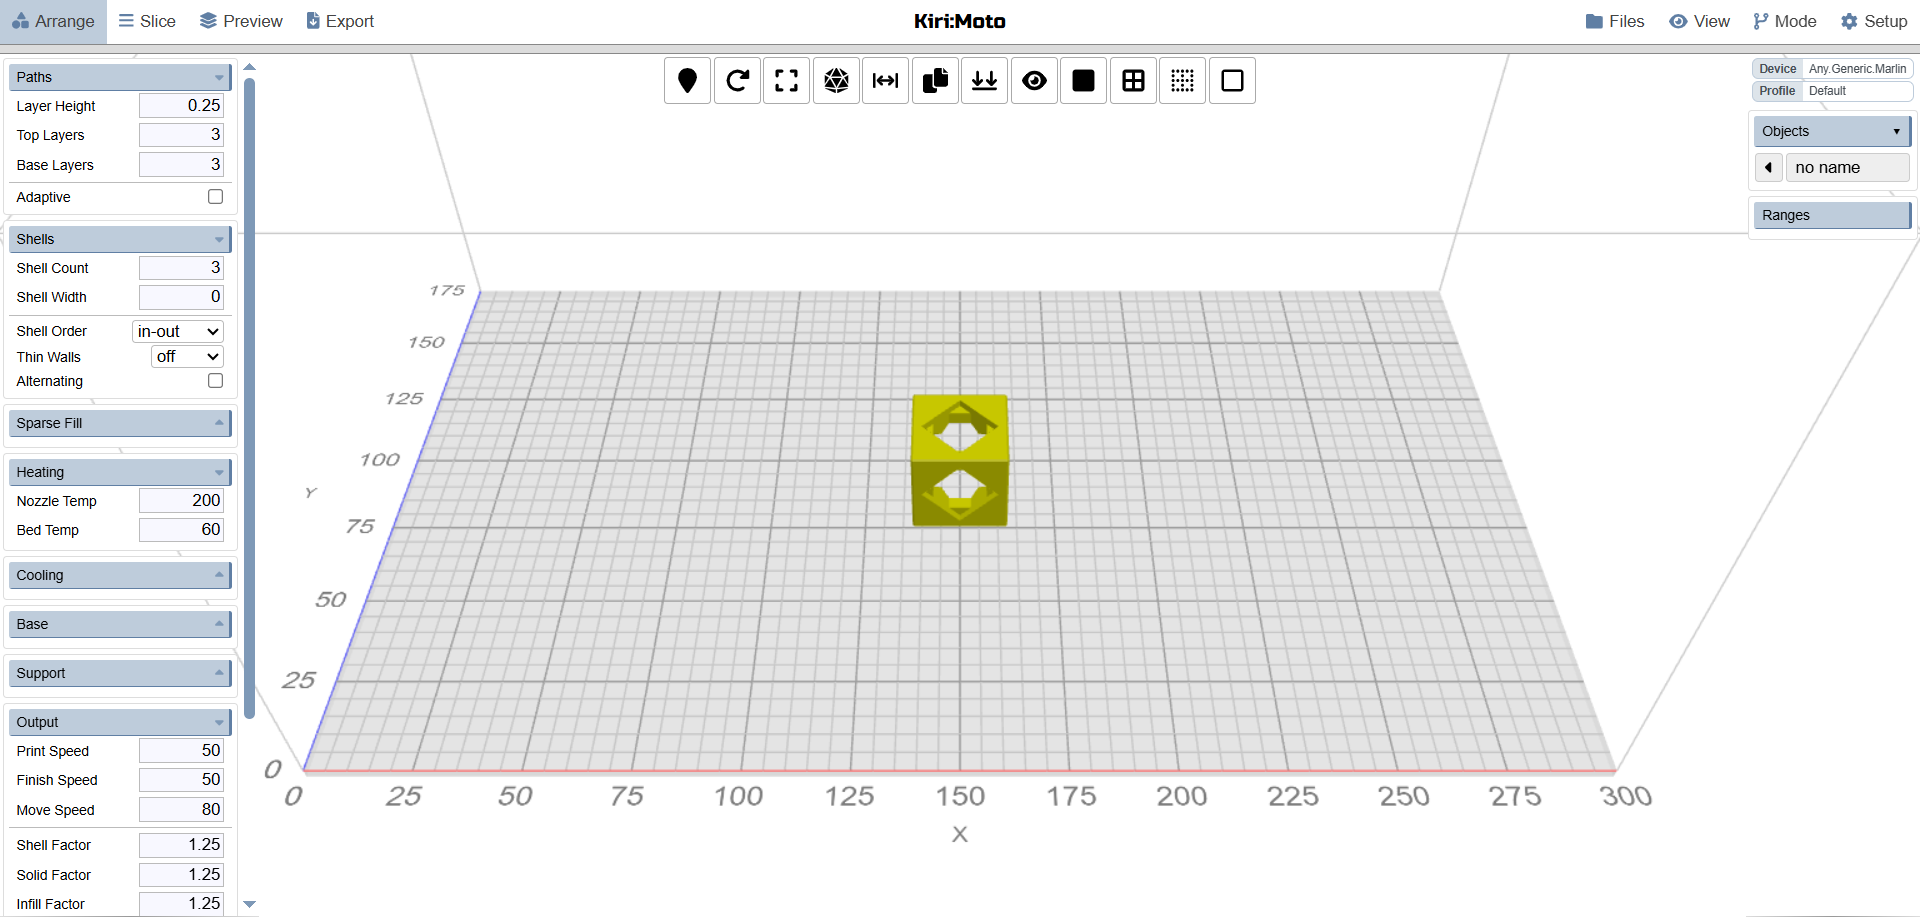 Arrange Slice Preview Export Kiri:Moto Files View Mode Setup
Paths
Layer Height 0.25
Top Layers 3
Base Layers 3
Adaptive
Shells
Shell Count 3
Shell Width 0
Shell Order in-out
Thin Walls off
Alternating
Sparse Fill
Heating
Nozzle Temp 200
Bed Temp 60
Cooling
Base
Support
Output
Print Speed 50
Finish Speed 50
Move Speed 80
Shell Factor 1.25
Solid Factor 1.25
Infill Factor 1.25
175
150
125
100
Y
75
50
25
0
0 25 50 75 100 125 150 175 200 225 250 275 300
X
Device Any.Generic.Marlin
Profile Default
Objects
no name
Ranges